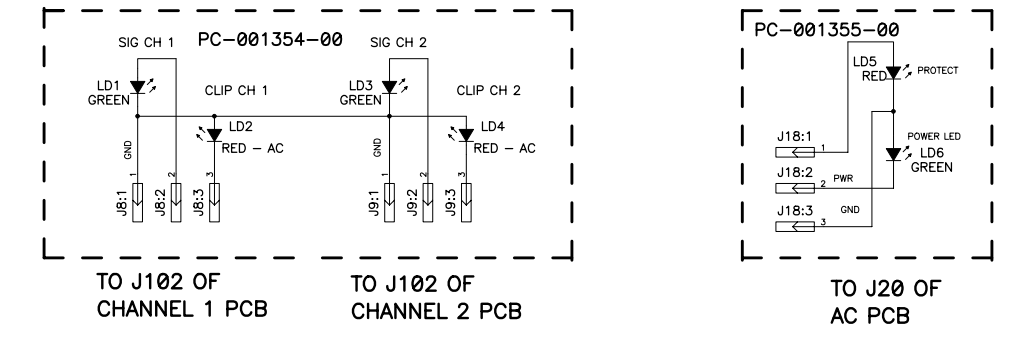 PC-001354-00
SIG CH 1
SIG CH 2
LD1
GREEN
CLIP CH 1
LD3
GREEN
CLIP CH 2
LD2
RED - AC
LD4
RED - AC
GND
1
2
3
GND
1
2
3
J8:1
J8:2
J8:3
J9:1
J9:2
J9:3
TO J102 OF
CHANNEL 1 PCB
TO J102 OF
CHANNEL 2 PCB
PC-001355-00
LD5
RED
PROTECT
J18:1
1
POWER LED
LD6
GREEN
J18:2
2
PWR
J18:3
3
GND
TO J20 OF
AC PCB